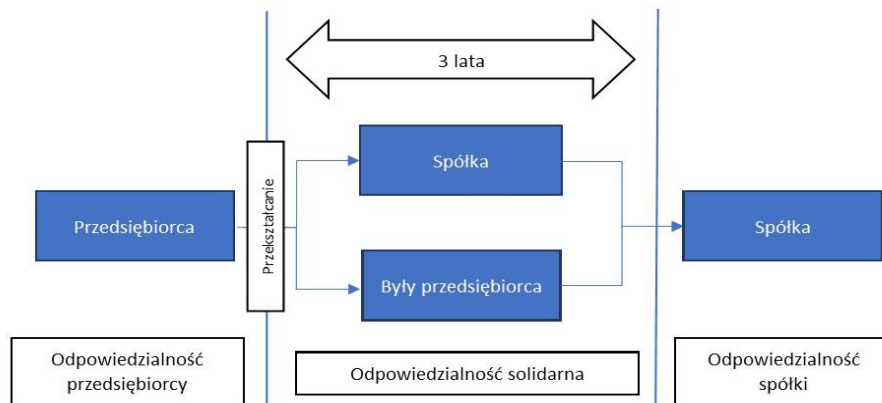 3 lata
Przedsiębiorca
Przekształcanie
Spółka
Były przedsiębiorca
Spółka
Odpowiedzialność
przedsiębiorcy
Odpowiedzialność solidarna
Odpowiedzialność
spółki